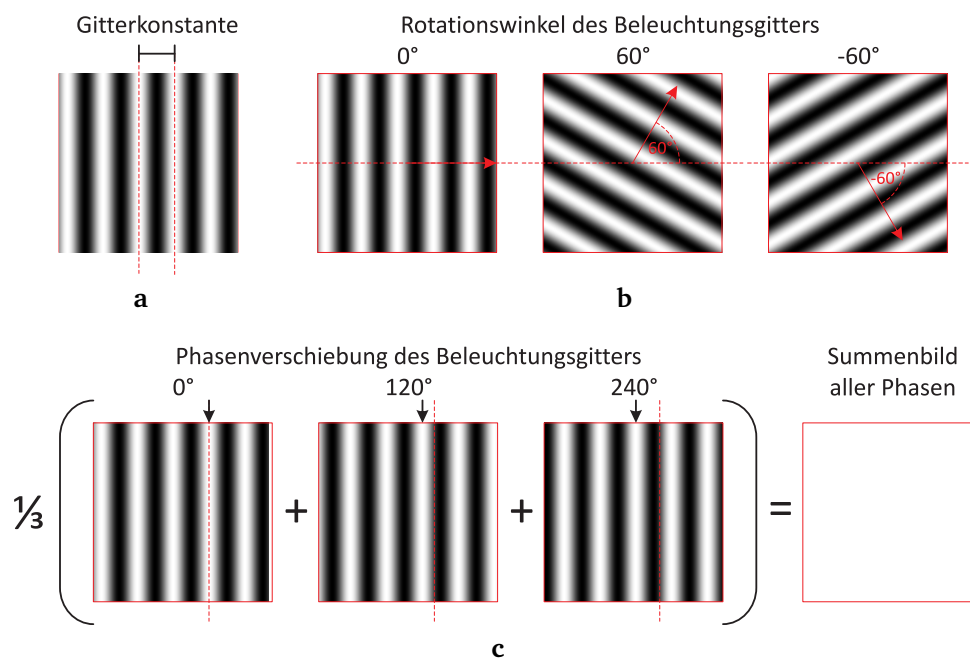 Gitterkonstante
Rotationswinkel des Beleuchtungsgitters
0° 60° -60°
60° -60°
a b
Phasenverschiebung des Beleuchtungsgitters
0° 120° 240°
Summenbild
aller Phasen
⅓ + + =
c